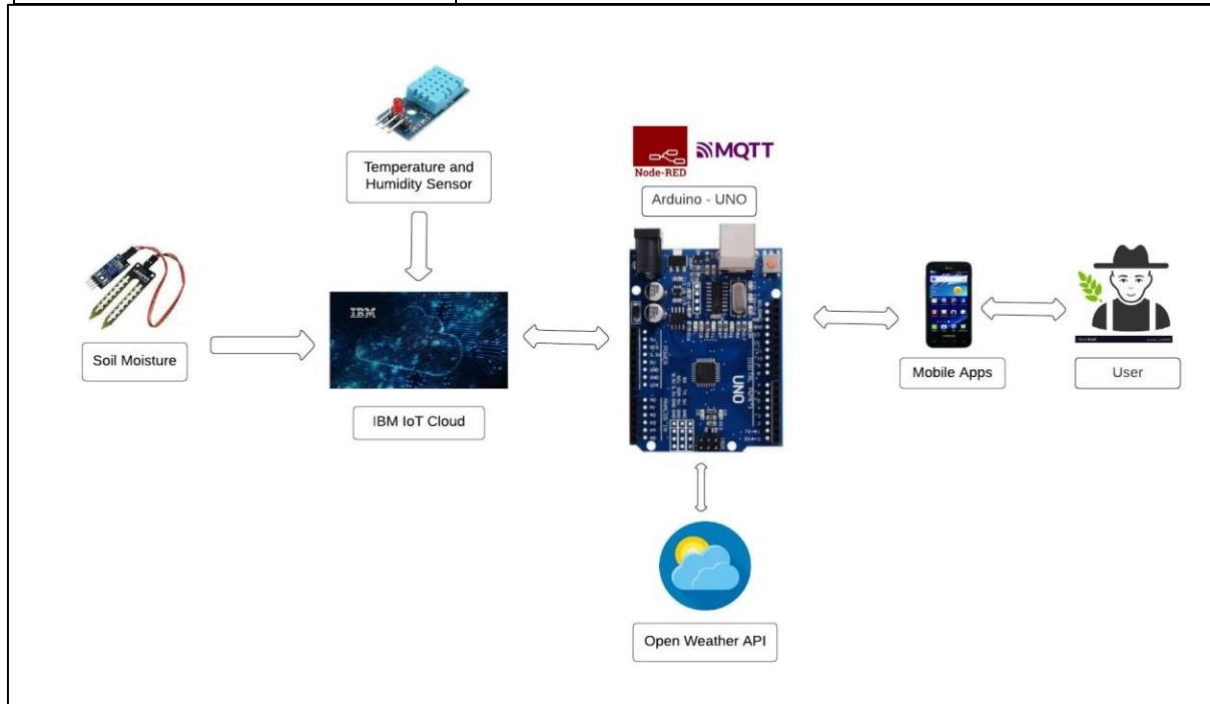 Temperature and
Humidity Sensor
Node-RED
MQTT
Arduino - UNO
IBM
UNO
Soil Moisture
IBM IoT Cloud
Mobile Apps
User
Open Weather API